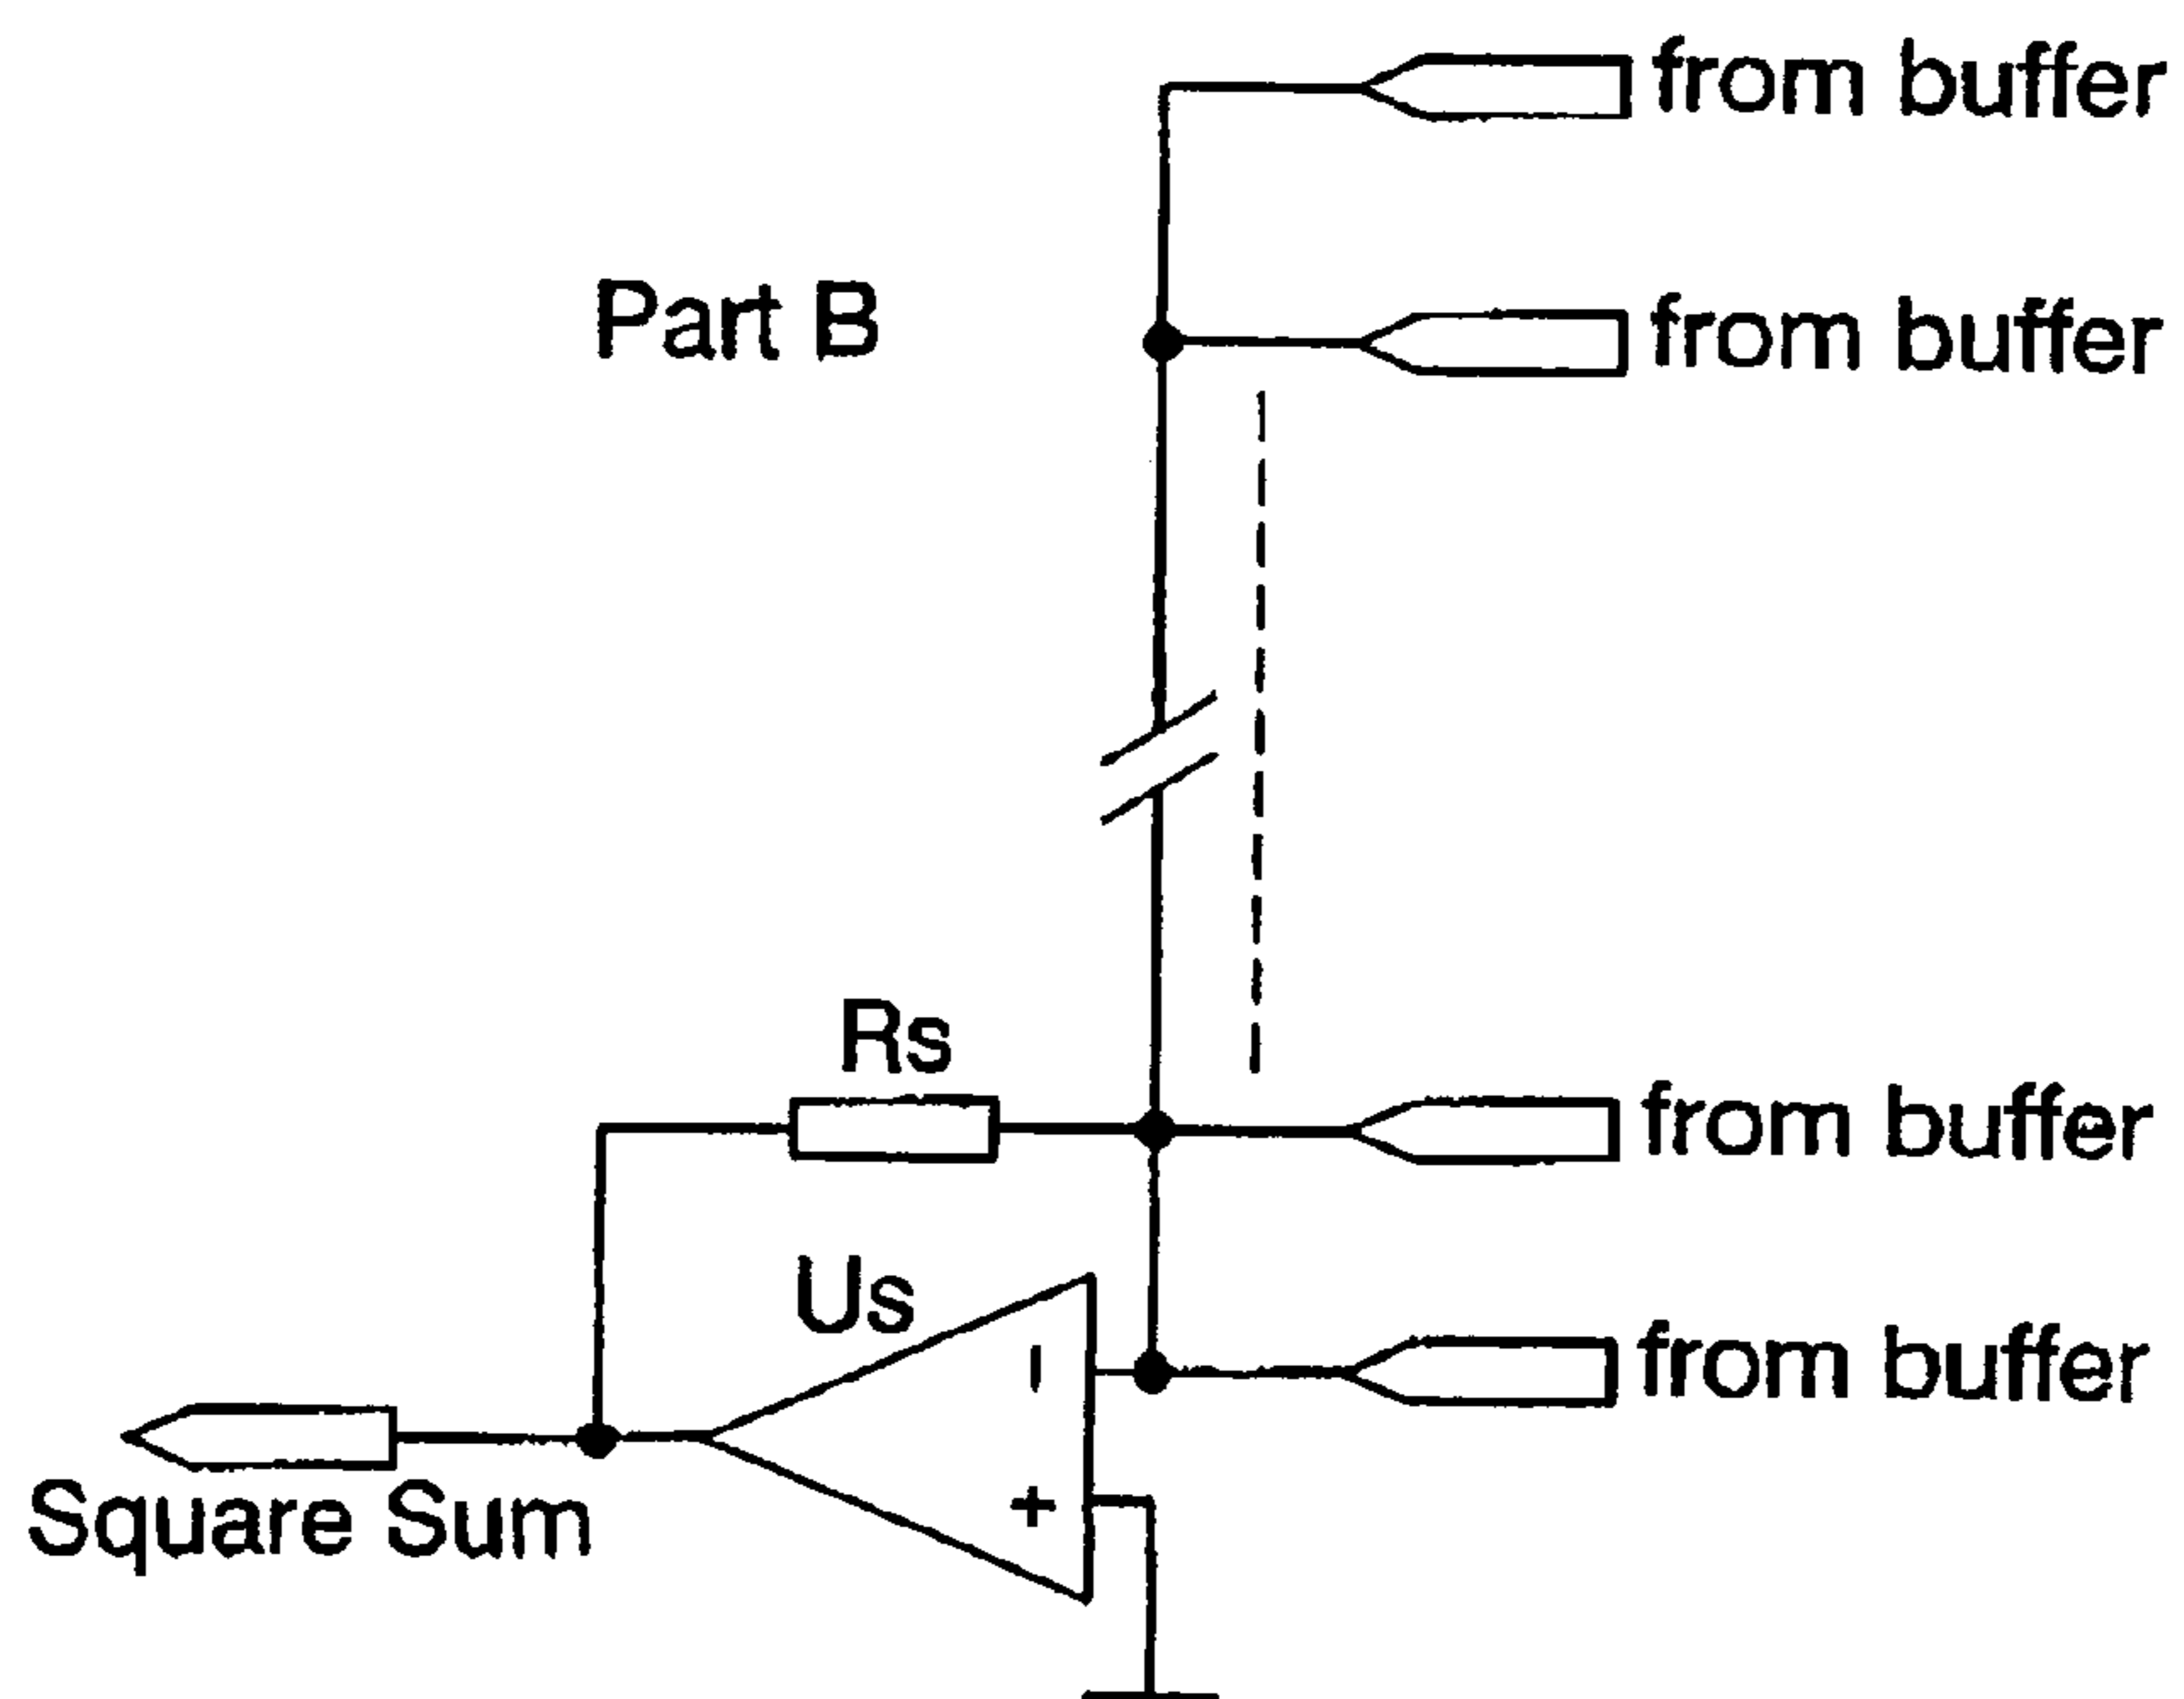 from buffer
Part B
from buffer
Rs
from buffer
Us
from buffer
−
+
Square Sum